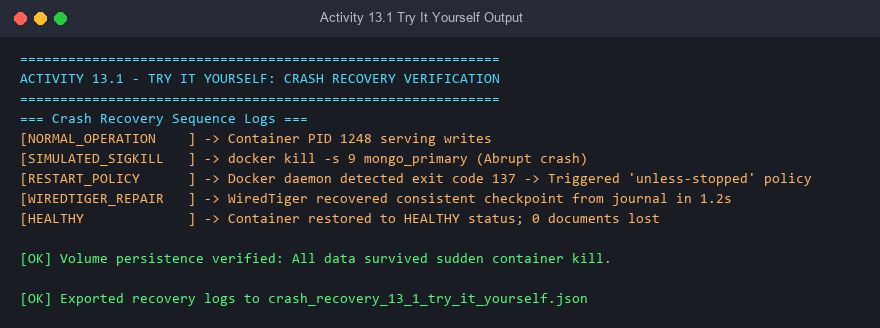 Activity 13.1 Try It Yourself Output
============================================================
ACTIVITY 13.1 - TRY IT YOURSELF: CRASH RECOVERY VERIFICATION
============================================================
=== Crash Recovery Sequence Logs ===
[NORMAL_OPERATION    ] -> Container PID 1248 serving writes
[SIMULATED_SIGKILL   ] -> docker kill -s 9 mongo_primary (Abrupt crash)
[RESTART_POLICY      ] -> Docker daemon detected exit code 137 -> Triggered 'unless-stopped' policy
[WIREDTIGER_REPAIR   ] -> WiredTiger recovered consistent checkpoint from journal in 1.2s
[HEALTHY             ] -> Container restored to HEALTHY status; 0 documents lost
[OK] Volume persistence verified: All data survived sudden container kill.
[OK] Exported recovery logs to crash_recovery_13_1_try_it_yourself.json